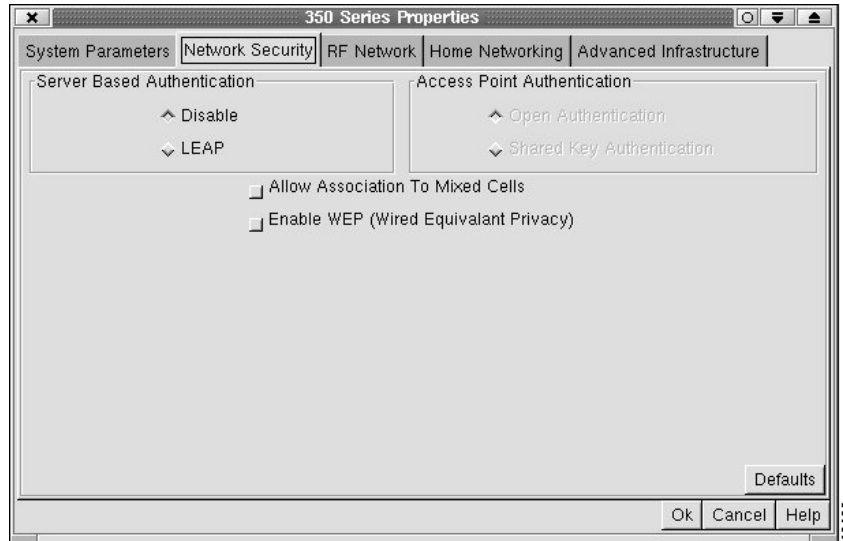 350 Series Properties
System Parameters Network Security RF Network Home Networking Advanced Infrastructure
Server Based Authentication Access Point Authentication
Disable Open Authentication
LEAP Shared Key Authentication
Allow Association To Mixed Cells
Enable WEP (Wired Equivalant Privacy)
Defaults
Ok Cancel Help